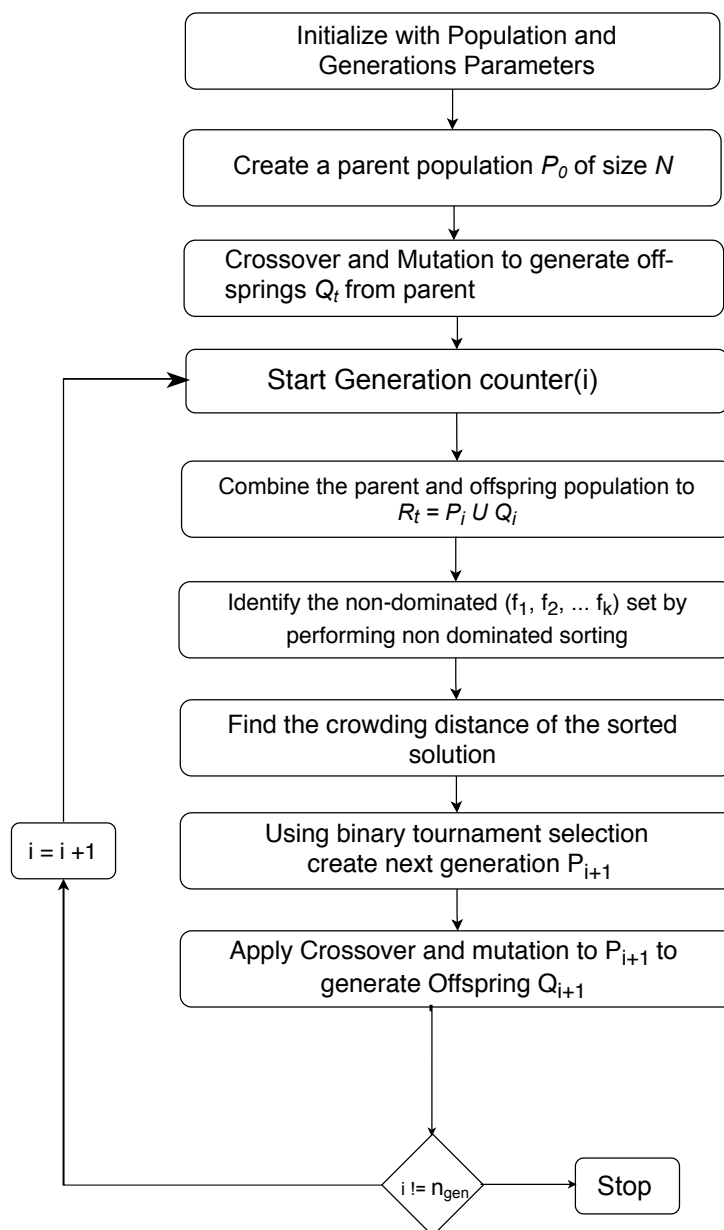 Initialize with Population and
Generations Parameters
Create a parent population P₀ of size N
Crossover and Mutation to generate off-
springs Qₜ from parent
Start Generation counter(i)
Combine the parent and offspring population to
Rₜ = Pᵢ U Qᵢ
Identify the non-dominated (f₁, f₂, ... fₖ) set by
performing non dominated sorting
Find the crowding distance of the sorted
solution
i = i +1
Using binary tournament selection
create next generation Pᵢ₊₁
Apply Crossover and mutation to Pᵢ₊₁ to
generate Offspring Qᵢ₊₁
i != n_gen
Stop